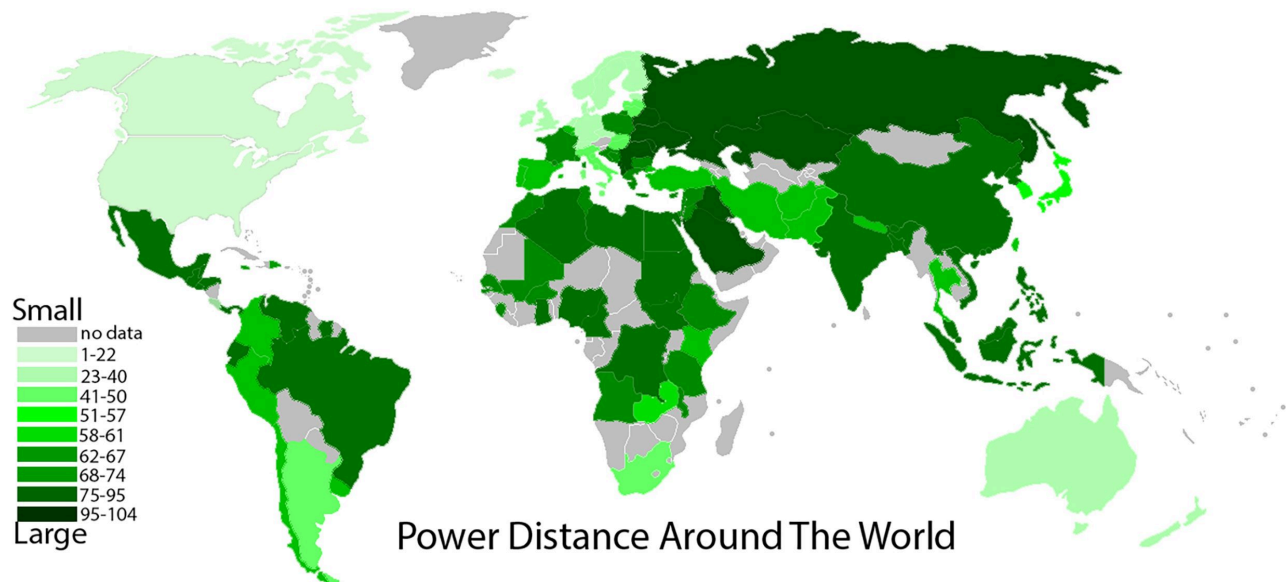 Small
no data
1-22
23-40
41-50
51-57
58-61
62-67
68-74
75-95
95-104
Large
Power Distance Around The World